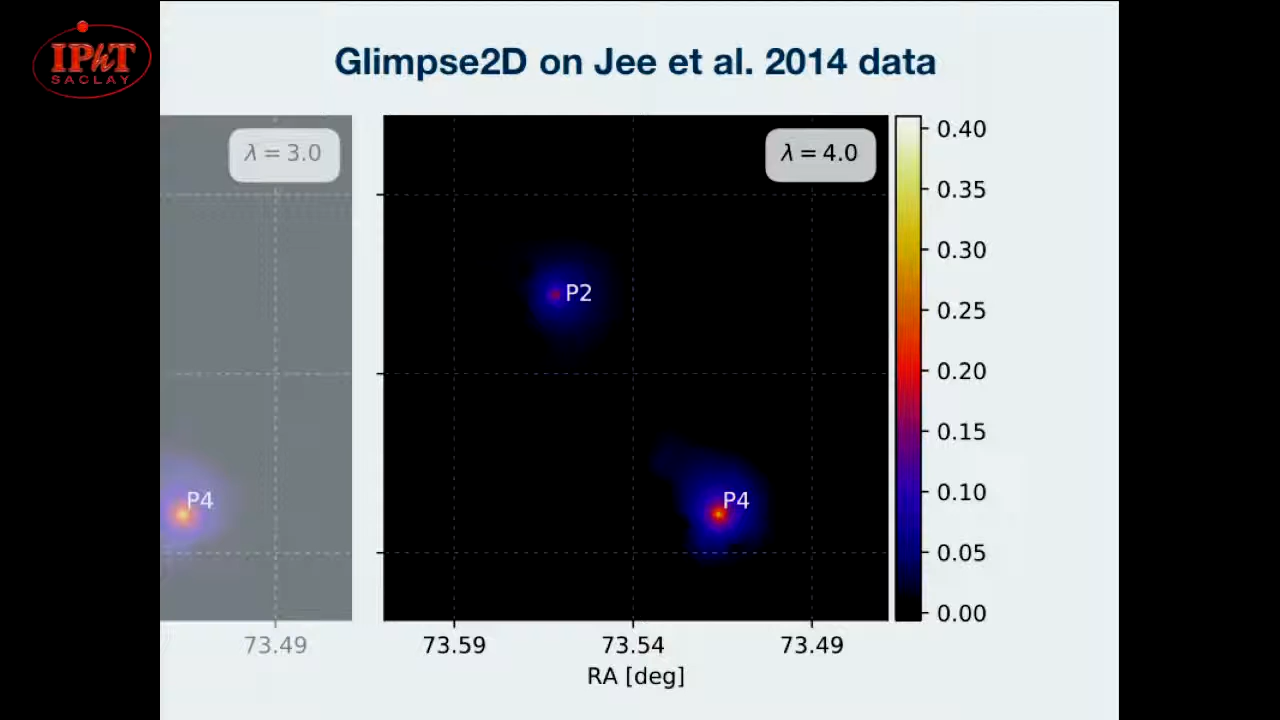 IPhT
SACLAY
Glimpse2D on Jee et al. 2014 data
λ = 3.0
λ = 4.0
0.40
0.35
0.30
0.25
0.20
0.15
0.10
0.05
0.00
P2
P4
P4
73.49
73.59
73.54
73.49
RA [deg]